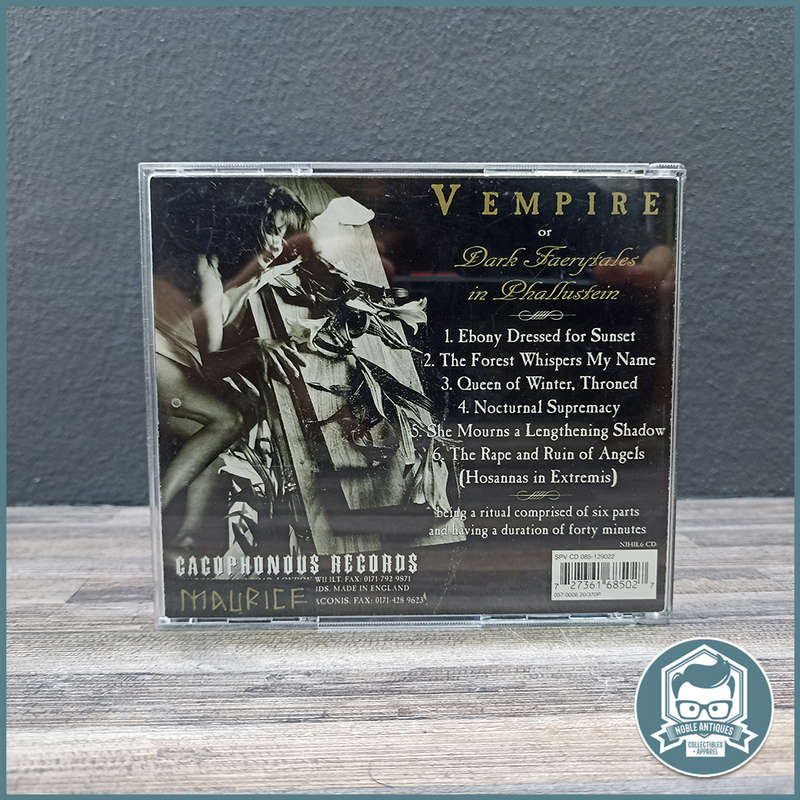 VEMPIRE
or
Dark Faerytales
in Phallustein
1. Ebony Dressed for Sunset
2. The Forest Whispers My Name
3. Queen of Winter, Throned
4. Nocturnal Supremacy
5. She Mourns a Lengthening Shadow
6. The Rape and Ruin of Angels
(Hosannas in Extremis)
being a ritual comprised of six parts
and having a duration of forty minutes
NIHIL6 CD
CACOPHONOUS RECORDS
FAX: 0171-792 9871
MADE IN ENGLAND
MAURICE ACONIS. FAX: 0171-428 9623
SPV CD 085-129022
7 27361 68502 7
NOBLE ANTIQUES
COLLECTIBLES
+ APPAREL